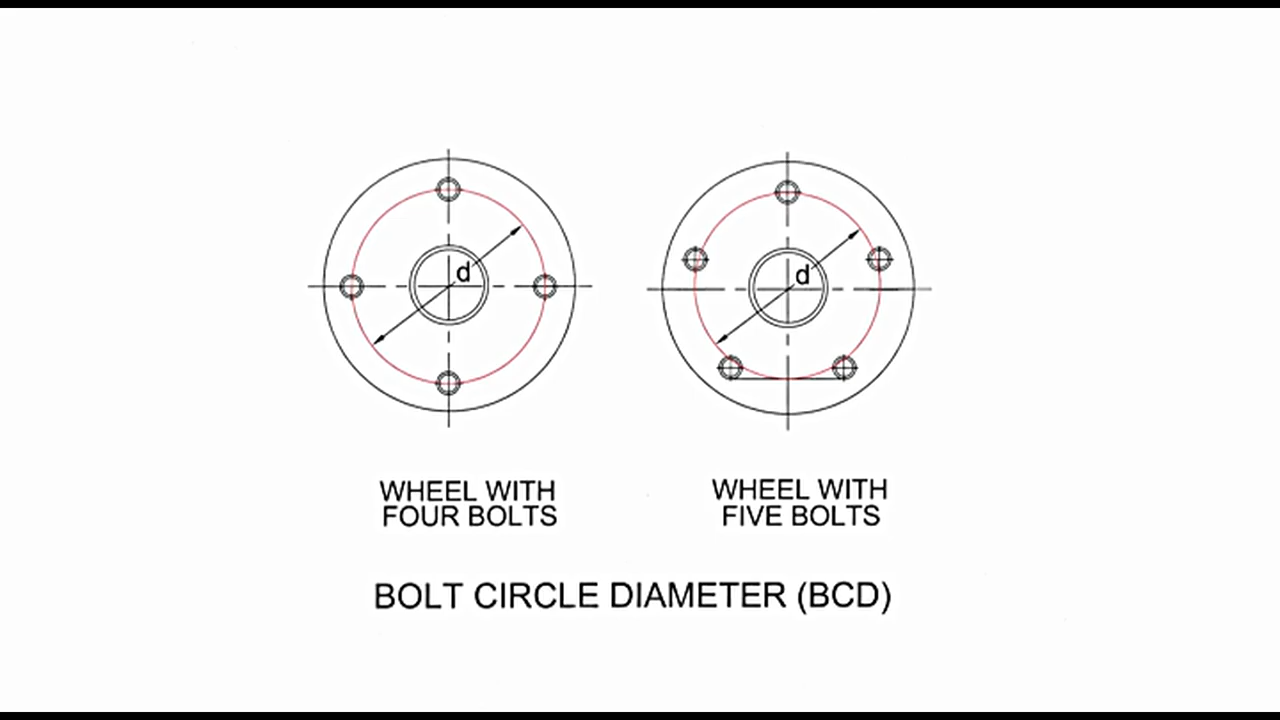 d
d
WHEEL WITH
FOUR BOLTS
WHEEL WITH
FIVE BOLTS
BOLT CIRCLE DIAMETER (BCD)